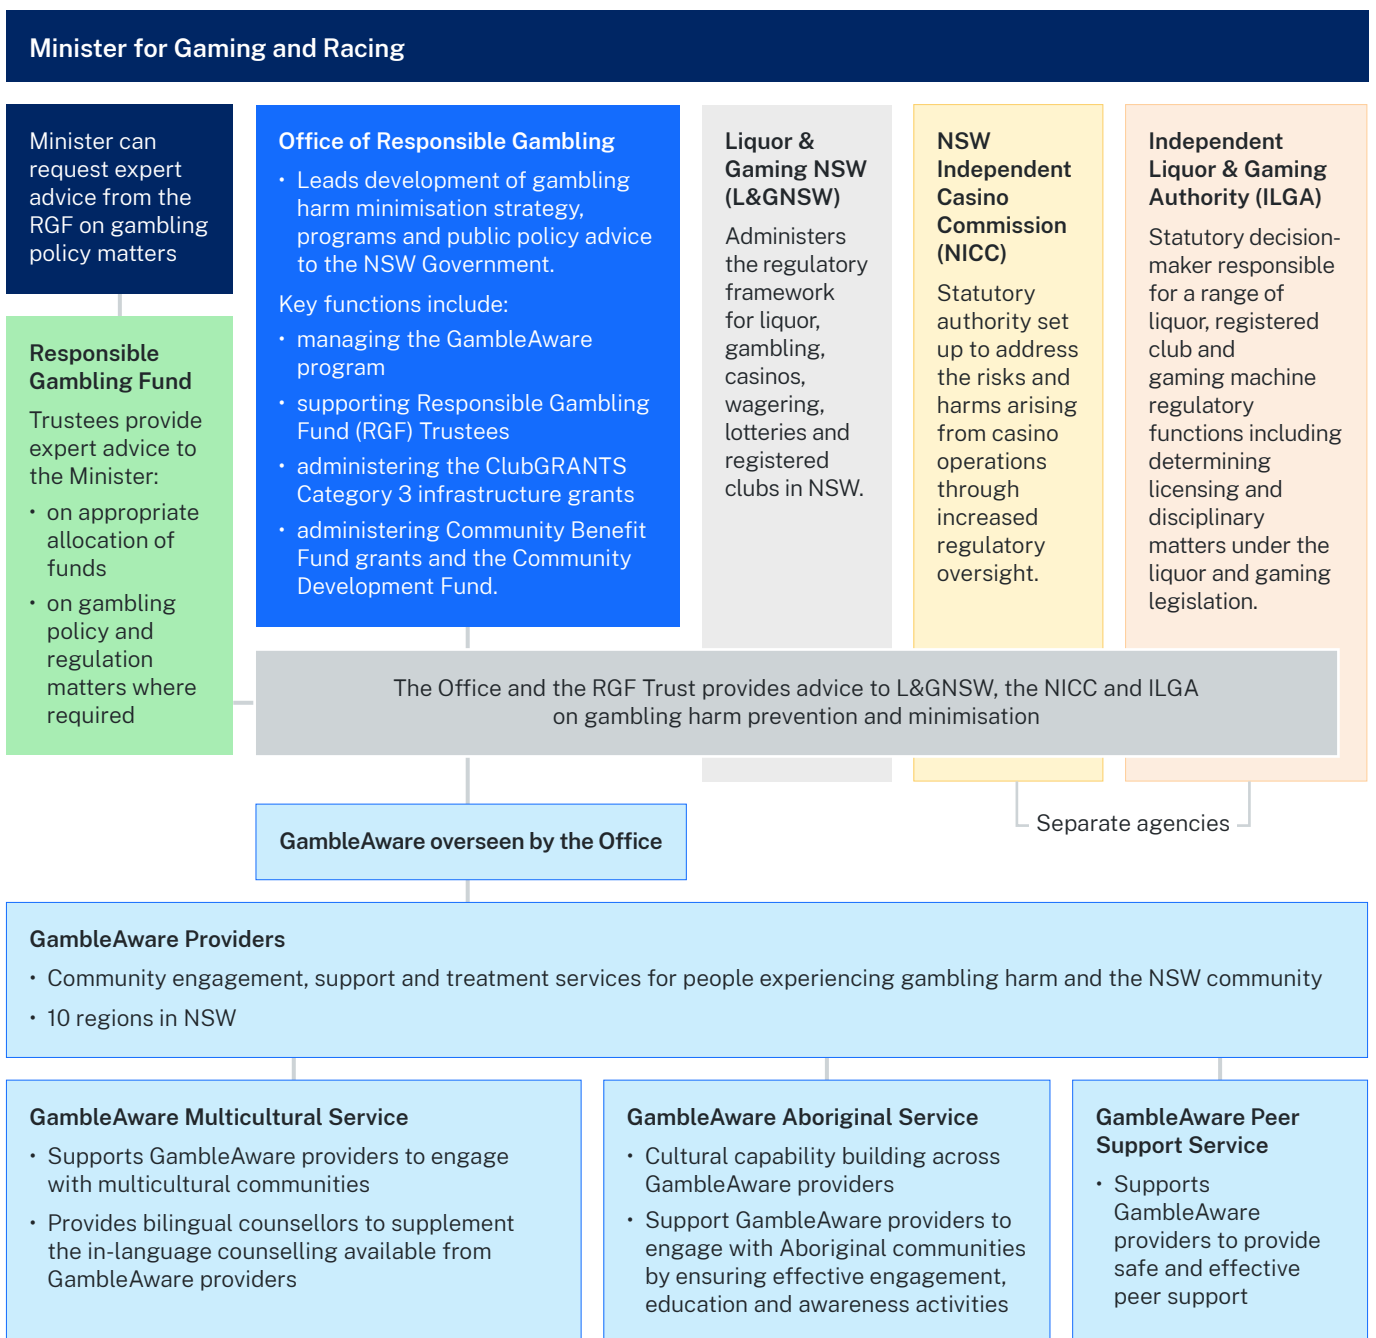 Minister for Gaming and Racing
Minister can
request expert
advice from the
RGF on gambling
policy matters
Responsible
Gambling Fund
Trustees provide
expert advice to
the Minister:
• on appropriate
allocation of
funds
• on gambling
policy and
regulation
matters where
required
Office of Responsible Gambling
• Leads development of gambling
harm minimisation strategy,
programs and public policy advice
to the NSW Government.
Key functions include:
• managing the GambleAware
program
• supporting Responsible Gambling
Fund (RGF) Trustees
• administering the ClubGRANTS
Category 3 infrastructure grants
• administering Community Benefit
Fund grants and the Community
Development Fund.
Liquor &
Gaming NSW
(L&GNSW)
Administers
the regulatory
framework
for liquor,
gambling,
casinos,
wagering,
lotteries and
registered
clubs in NSW.
NSW
Independent
Casino
Commission
(NICC)
Statutory
authority set
up to address
the risks and
harms arising
from casino
operations
through
increased
regulatory
oversight.
Independent
Liquor & Gaming
Authority (ILGA)
Statutory decision-
maker responsible
for a range of
liquor, registered
club and
gaming machine
regulatory
functions including
determining
licensing and
disciplinary
matters under the
liquor and gaming
legislation.
The Office and the RGF Trust provides advice to L&GNSW, the NICC and ILGA
on gambling harm prevention and minimisation
Separate agencies
GambleAware overseen by the Office
GambleAware Providers
• Community engagement, support and treatment services for people experiencing gambling harm and the NSW community
• 10 regions in NSW
GambleAware Multicultural Service
• Supports GambleAware providers to engage
with multicultural communities
• Provides bilingual counsellors to supplement
the in-language counselling available from
GambleAware providers
GambleAware Aboriginal Service
• Cultural capability building across
GambleAware providers
• Support GambleAware providers to
engage with Aboriginal communities
by ensuring effective engagement,
education and awareness activities
GambleAware Peer
Support Service
• Supports
GambleAware
providers to provide
safe and effective
peer support